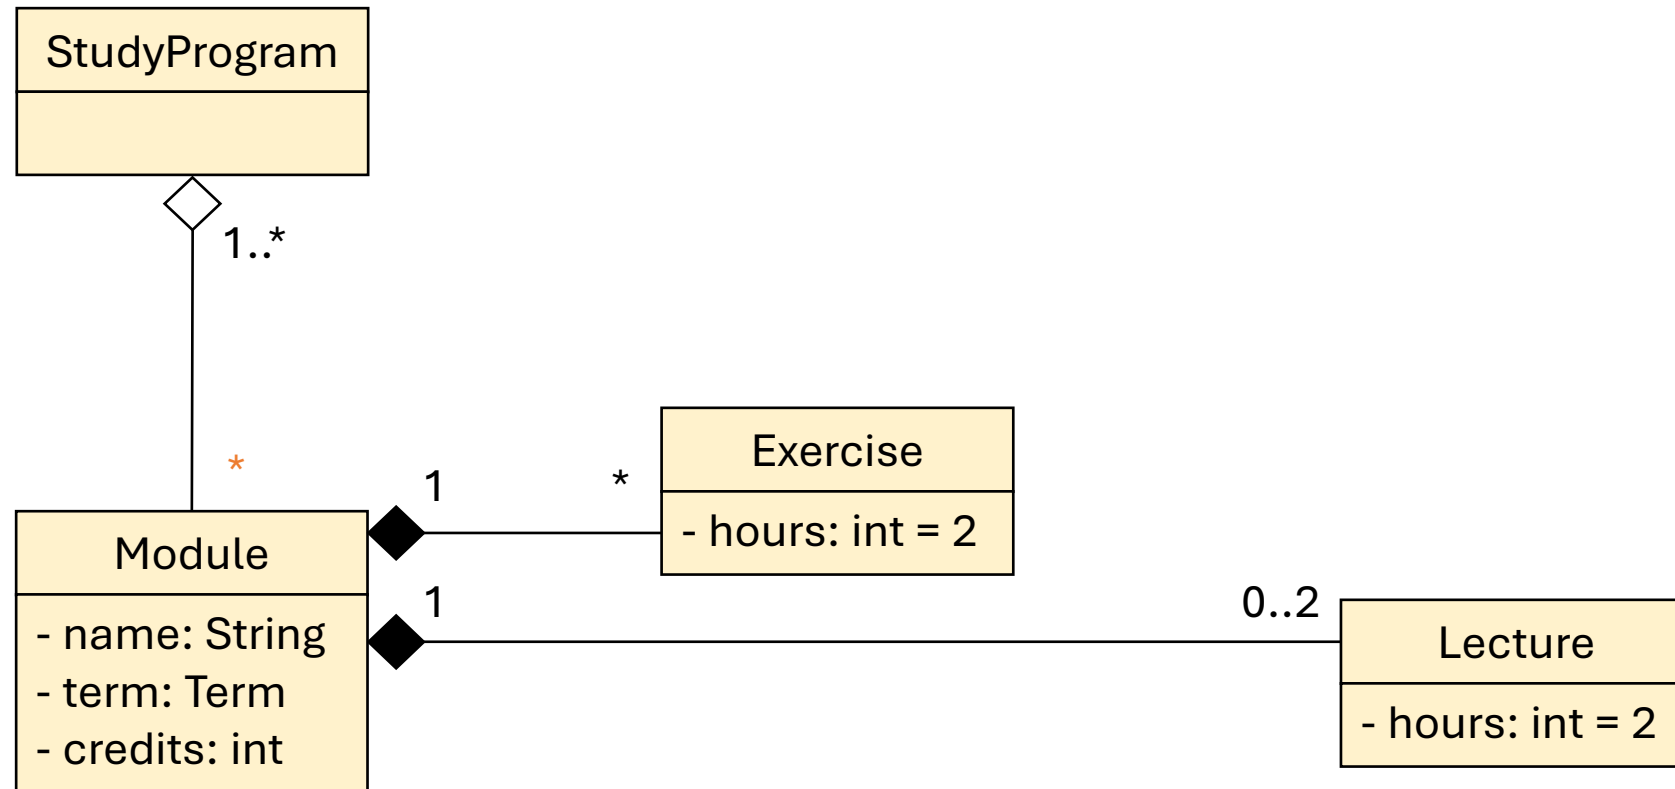 StudyProgram
1..*
*
Module
- name: String
- term: Term
- credits: int
1
*
Exercise
- hours: int = 2
1
0..2
Lecture
- hours: int = 2